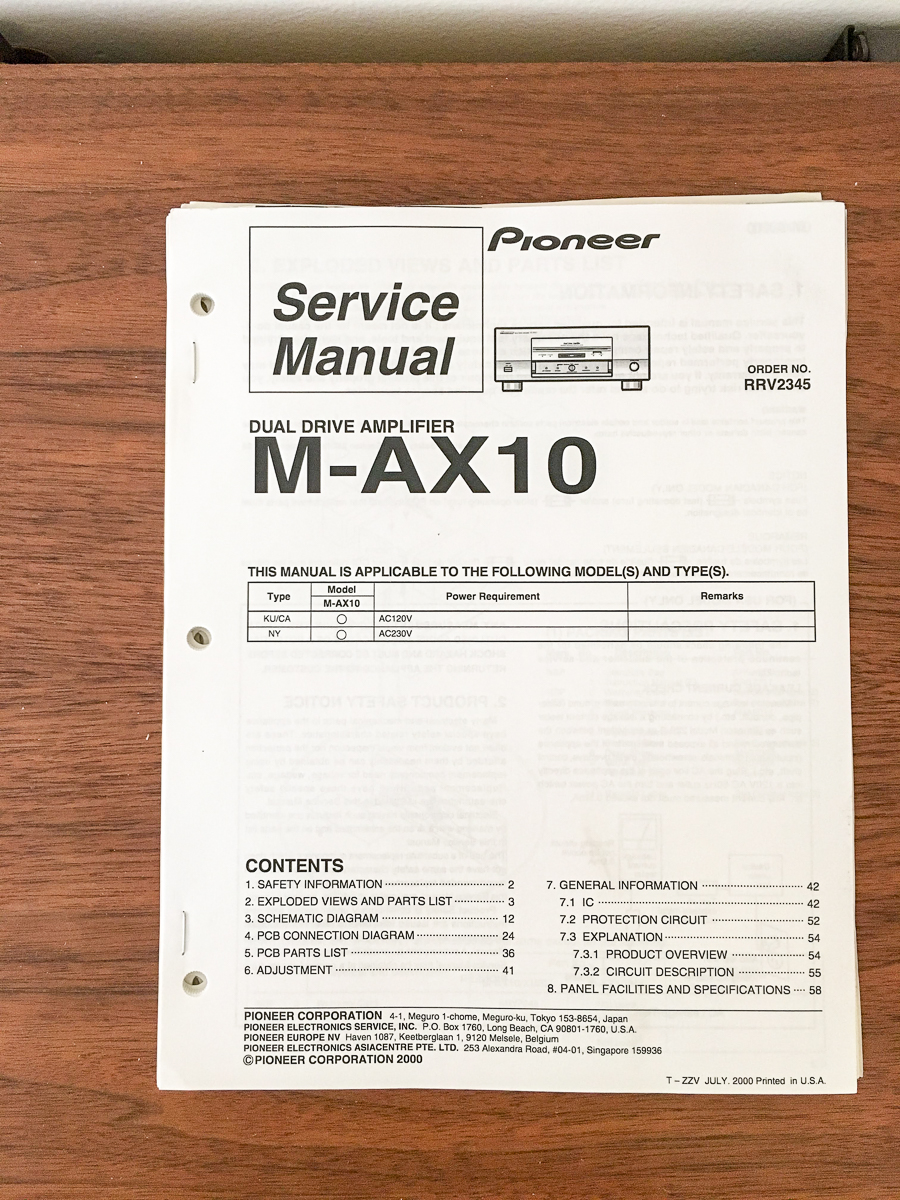 Service
Manual
Pioneer
ORDER NO.
RRV2345
DUAL DRIVE AMPLIFIER
M-AX10
THIS MANUAL IS APPLICABLE TO THE FOLLOWING MODEL(S) AND TYPE(S).
Type Model Power Requirement Remarks
M-AX10
KU/CA ○ AC120V
NY ○ AC230V
CONTENTS
1. SAFETY INFORMATION 2
2. EXPLODED VIEWS AND PARTS LIST 3
3. SCHEMATIC DIAGRAM 12
4. PCB CONNECTION DIAGRAM 24
5. PCB PARTS LIST 36
6. ADJUSTMENT 41
7. GENERAL INFORMATION 42
7.1 IC 42
7.2 PROTECTION CIRCUIT 52
7.3 EXPLANATION 54
7.3.1 PRODUCT OVERVIEW 54
7.3.2 CIRCUIT DESCRIPTION 55
8. PANEL FACILITIES AND SPECIFICATIONS 58
PIONEER CORPORATION 4-1, Meguro 1-chome, Meguro-ku, Tokyo 153-8654, Japan
PIONEER ELECTRONICS SERVICE, INC. P.O. Box 1760, Long Beach, CA 90801-1760, U.S.A.
PIONEER EUROPE NV Haven 1087, Keetberglaan 1, 9120 Melsele, Belgium
PIONEER ELECTRONICS ASIACENTRE PTE. LTD. 253 Alexandra Road, #04-01, Singapore 159936
©PIONEER CORPORATION 2000
T – ZZV JULY. 2000 Printed in U.S.A.